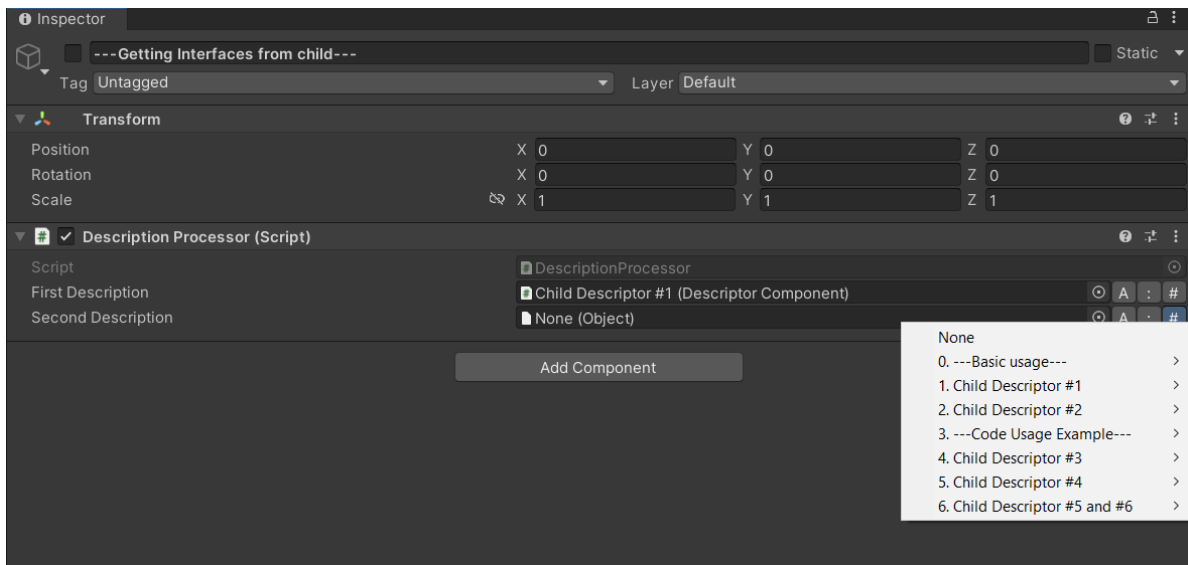 Inspector
---Getting Interfaces from child--- Static
Tag Untagged Layer Default
Transform
Position X 0 Y 0 Z 0
Rotation X 0 Y 0 Z 0
Scale X 1 Y 1 Z 1
# Description Processor (Script)
Script # DescriptionProcessor
First Description # Child Descriptor #1 (Descriptor Component) A : #
Second Description None (Object) A : #
Add Component
None
0. ---Basic usage---
1. Child Descriptor #1
2. Child Descriptor #2
3. ---Code Usage Example---
4. Child Descriptor #3
5. Child Descriptor #4
6. Child Descriptor #5 and #6